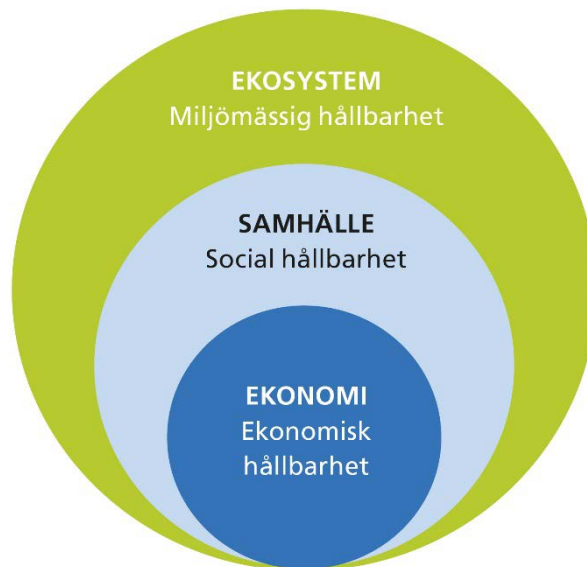 EKOSYSTEM
Miljömässig hållbarhet
SAMHÄLLE
Social hållbarhet
EKONOMI
Ekonomisk
hållbarhet